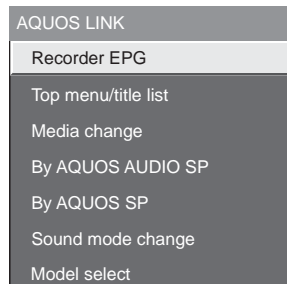 AQUOS LINK
Recorder EPG
Top menu/title list
Media change
By AQUOS AUDIO SP
By AQUOS SP
Sound mode change
Model select